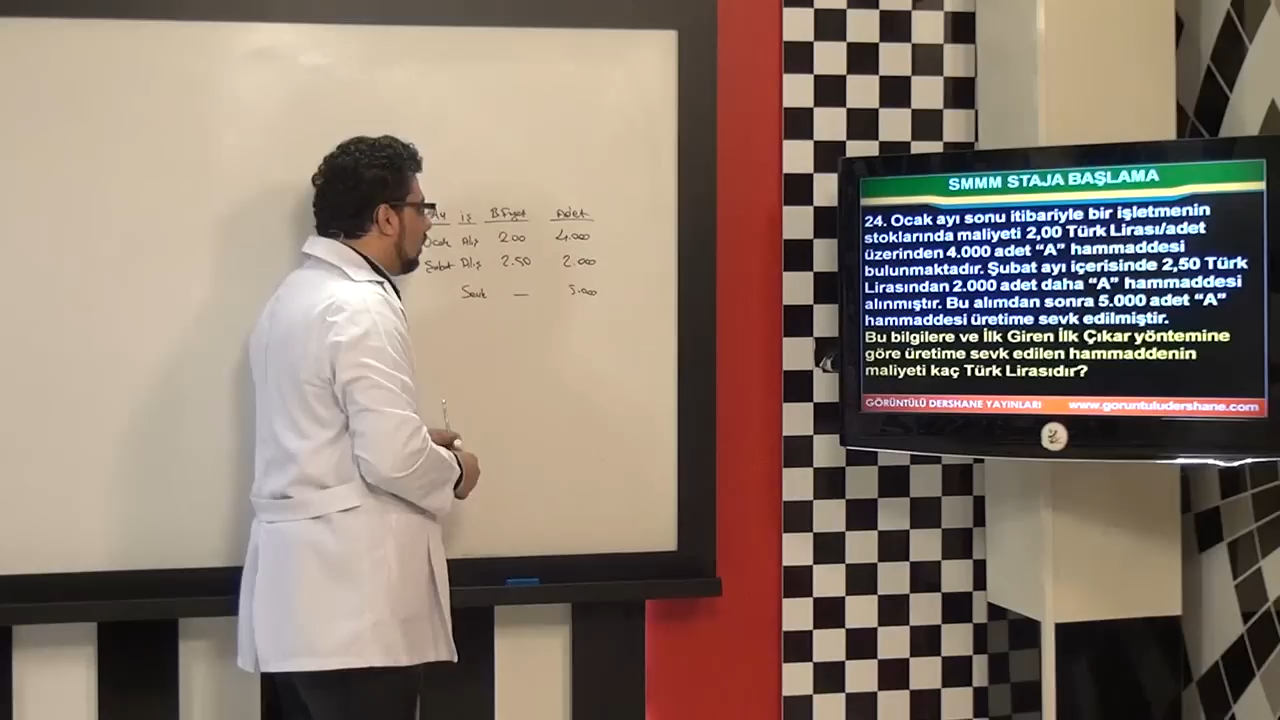 Ay İş B.Fiyat Adet
Ocak Alış 2.00 4.000
Şubat Alış 2.50 2.000
Sevk — 5.000
SMMM STAJA BAŞLAMA
24. Ocak ayı sonu itibariyle bir işletmenin
stoklarında maliyeti 2,00 Türk Lirası/adet
üzerinden 4.000 adet “A” hammaddesi
bulunmaktadır. Şubat ayı içerisinde 2,50 Türk
Lirasından 2.000 adet daha “A” hammaddesi
alınmıştır. Bu alımdan sonra 5.000 adet “A”
hammaddesi üretime sevk edilmiştir.
Bu bilgilere ve İlk Giren İlk Çıkar yöntemine
göre üretime sevk edilen hammaddenin
maliyeti kaç Türk Lirasıdır?
GÖRÜNTÜLÜ DERSHANE YAYINLARI www.goruntuludershane.com